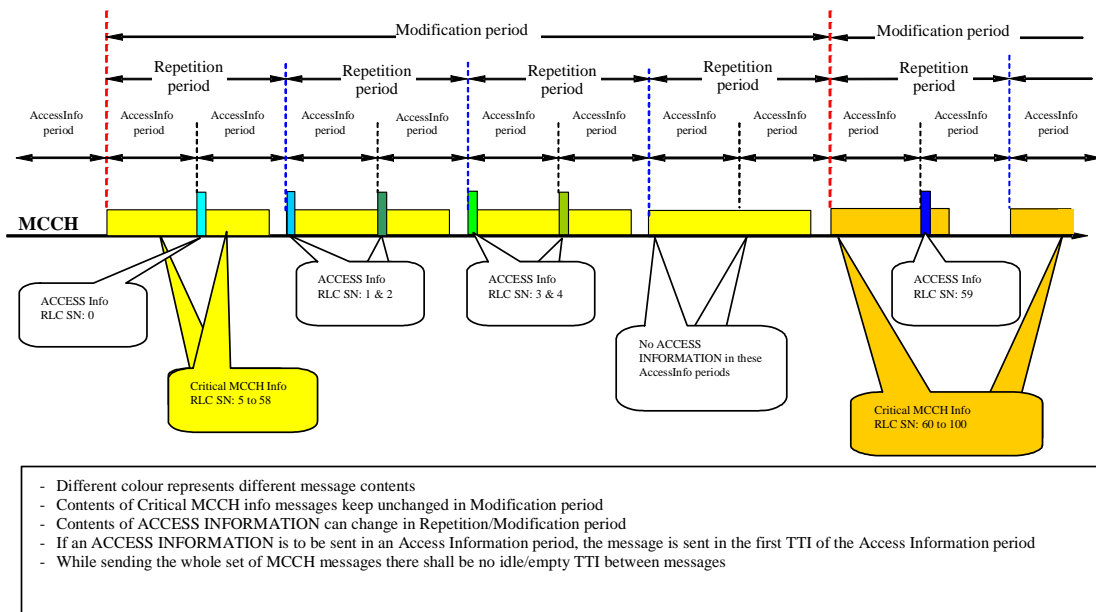 Modification period
Modification period
Repetition
period
Repetition
period
Repetition
period
Repetition
period
Repetition
period
AccessInfo
period
AccessInfo
period
AccessInfo
period
AccessInfo
period
AccessInfo
period
AccessInfo
period
AccessInfo
period
AccessInfo
period
AccessInfo
period
AccessInfo
period
AccessInfo
period
AccessInfo
period
MCCH
ACCESS Info
RLC SN: 0
ACCESS Info
RLC SN: 1 & 2
ACCESS Info
RLC SN: 3 & 4
ACCESS Info
RLC SN: 59
No ACCESS
INFORMATION in these
AccessInfo periods
Critical MCCH Info
RLC SN: 5 to 58
Critical MCCH Info
RLC SN: 60 to 100
- Different colour represents different message contents
- Contents of Critical MCCH info messages keep unchanged in Modification period
- Contents of ACCESS INFORMATION can change in Repetition/Modification period
- If an ACCESS INFORMATION is to be sent in an Access Information period, the message is sent in the first TTI of the Access Information period
- While sending the whole set of MCCH messages there shall be no idle/empty TTI between messages